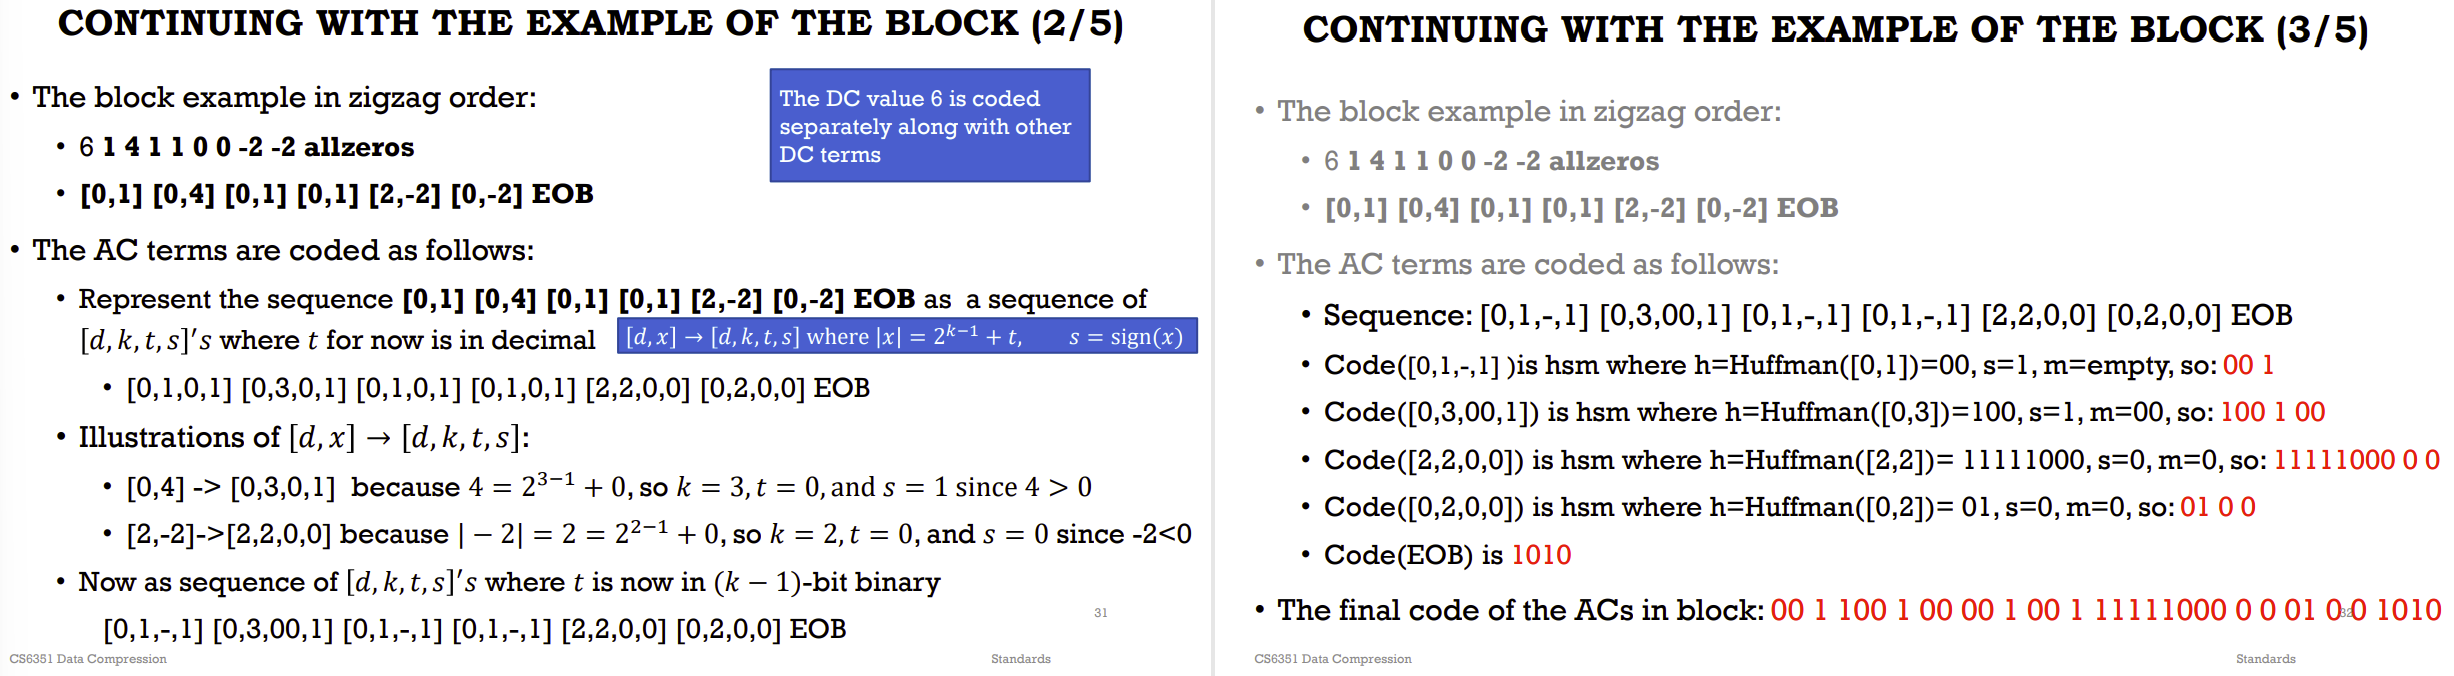 CONTINUING WITH THE EXAMPLE OF THE BLOCK (2/5)
• The block example in zigzag order:
• 6 1 4 1 1 0 0 -2 -2 allzeros
• [0,1] [0,4] [0,1] [0,1] [2,-2] [0,-2] EOB
The DC value 6 is coded
separately along with other
DC terms
• The AC terms are coded as follows:
• Represent the sequence [0,1] [0,4] [0,1] [0,1] [2,-2] [0,-2] EOB as a sequence of
[d, k, t, s]′s where t for now is in decimal
[d, x] → [d, k, t, s] where |x| = 2^{k−1} + t, s = sign(x)
• [0,1,0,1] [0,3,0,1] [0,1,0,1] [0,1,0,1] [2,2,0,0] [0,2,0,0] EOB
• Illustrations of [d, x] → [d, k, t, s]:
• [0,4] -> [0,3,0,1] because 4 = 2^{3−1} + 0, so k = 3, t = 0, and s = 1 since 4 > 0
• [2,-2]->[2,2,0,0] because | − 2| = 2 = 2^{2−1} + 0, so k = 2, t = 0, and s = 0 since -2<0
• Now as sequence of [d, k, t, s]′s where t is now in (k − 1)-bit binary
[0,1,-,1] [0,3,00,1] [0,1,-,1] [0,1,-,1] [2,2,0,0] [0,2,0,0] EOB
31
CS6351 Data Compression
Standards
CONTINUING WITH THE EXAMPLE OF THE BLOCK (3/5)
• The block example in zigzag order:
• 6 1 4 1 1 0 0 -2 -2 allzeros
• [0,1] [0,4] [0,1] [0,1] [2,-2] [0,-2] EOB
• The AC terms are coded as follows:
• Sequence: [0,1,-,1] [0,3,00,1] [0,1,-,1] [0,1,-,1] [2,2,0,0] [0,2,0,0] EOB
• Code([0,1,-,1] )is hsm where h=Huffman([0,1])=00, s=1, m=empty, so: 00 1
• Code([0,3,00,1]) is hsm where h=Huffman([0,3])=100, s=1, m=00, so: 100 1 00
• Code([2,2,0,0]) is hsm where h=Huffman([2,2])= 11111000, s=0, m=0, so: 11111000 0 0
• Code([0,2,0,0]) is hsm where h=Huffman([0,2])= 01, s=0, m=0, so: 01 0 0
• Code(EOB) is 1010
• The final code of the ACs in block: 00 1 100 1 00 00 1 00 1 11111000 0 0 01 0 0 1010
32
CS6351 Data Compression
Standards